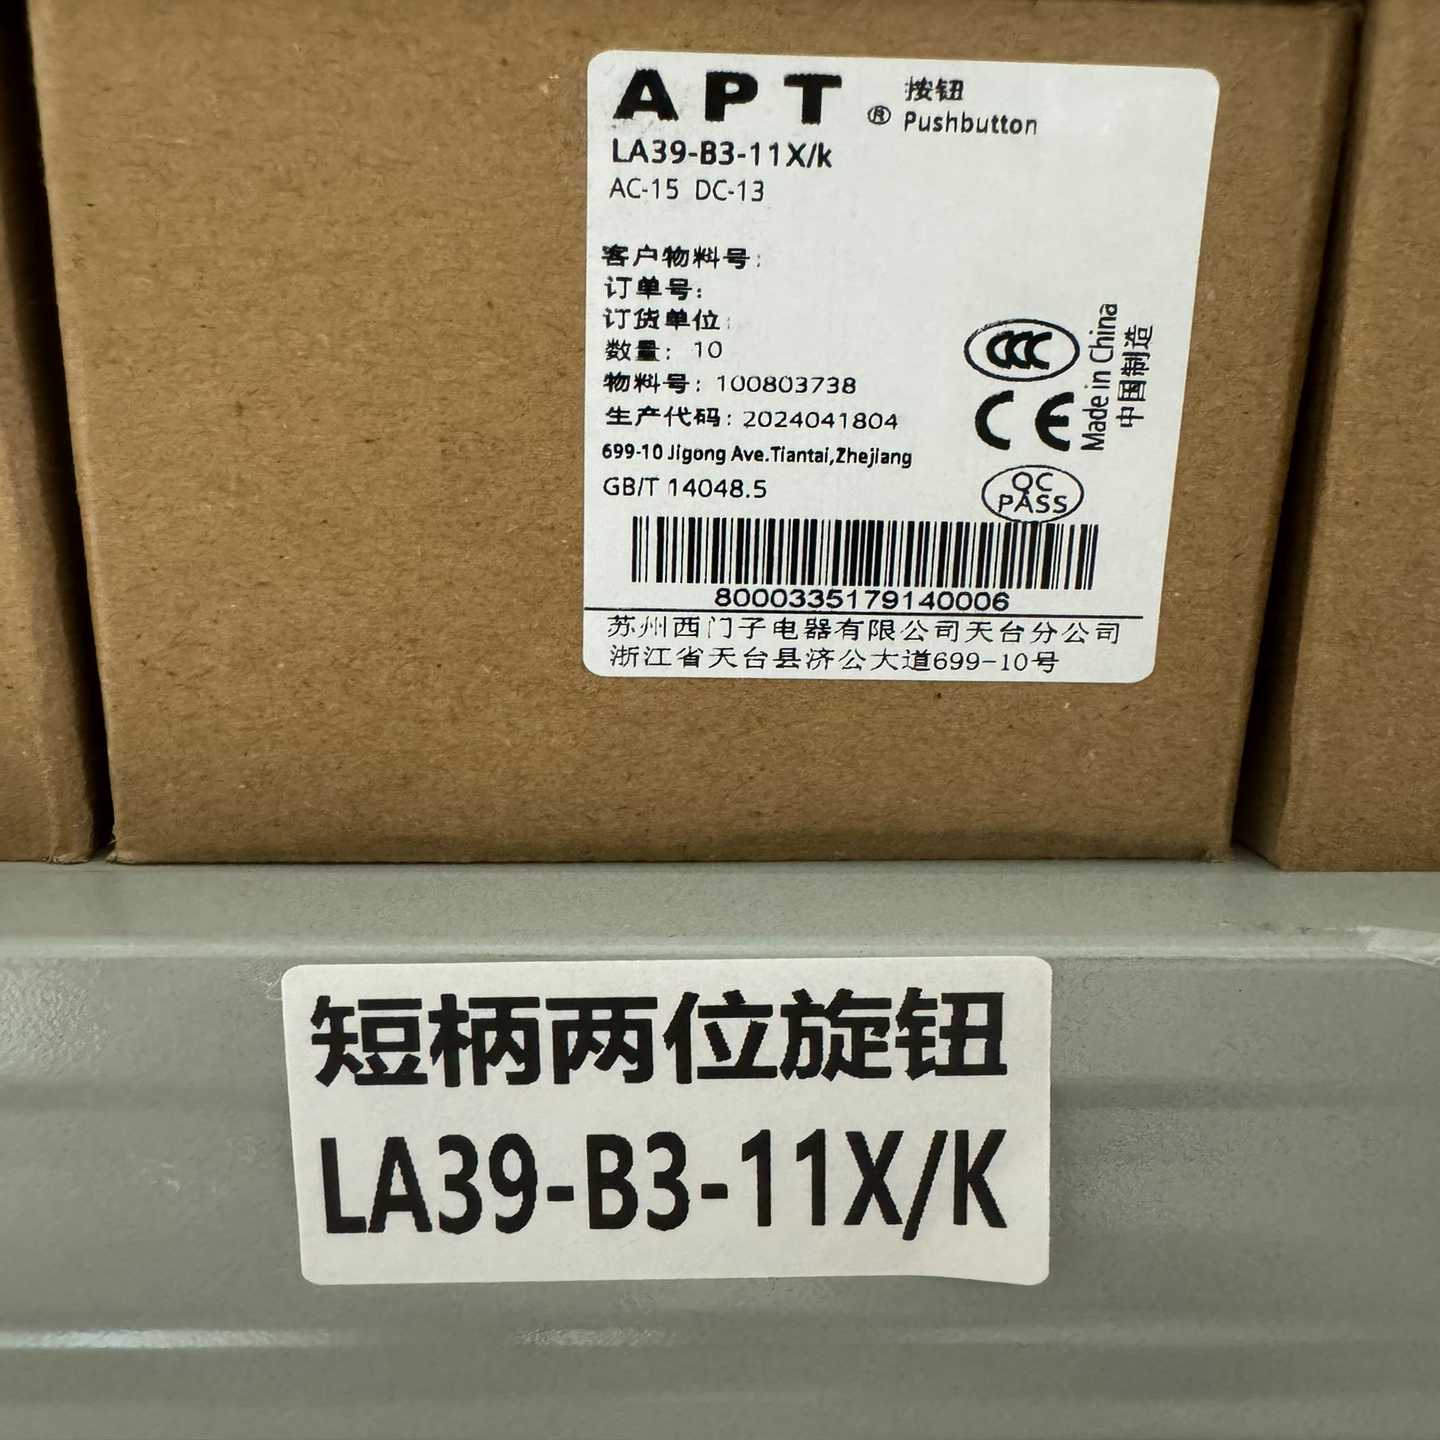 APT ® 按钮
Pushbutton
LA39-B3-11X/k
AC-15 DC-13
客户物料号:
订单号:
订货单位:
数量: 10
物料号: 100803738
生产代码: 2024041804
699-10 Jigong Ave.Tiantai,Zhejiang
GB/T 14048.5
CCC
CE
Made in China
中国制造
QC
PASS
8000335179140006
苏州西门子电器有限公司天台分公司
浙江省天台县济公大道699-10号
短柄两位旋钮
LA39-B3-11X/K